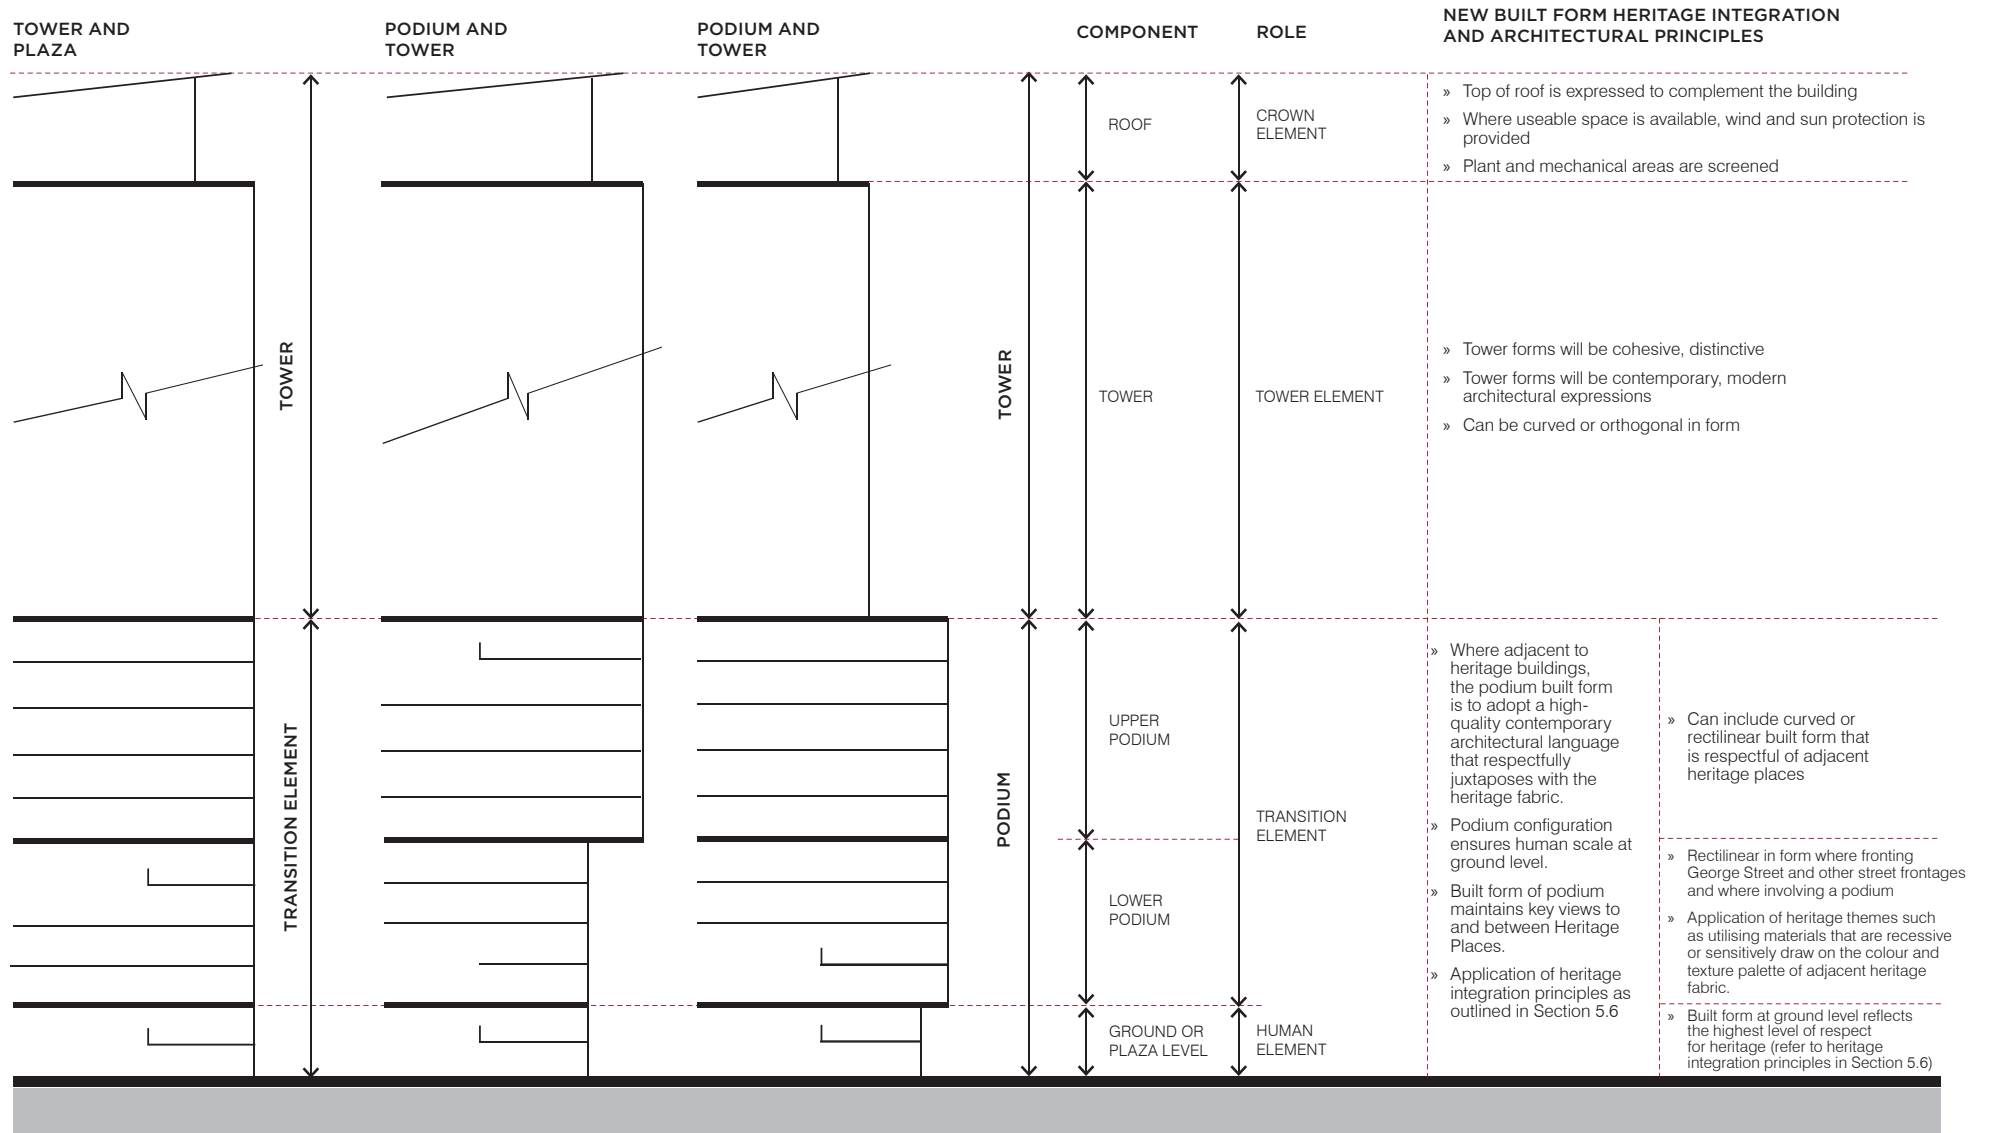 TOWER AND
PLAZA
PODIUM AND
TOWER
PODIUM AND
TOWER
COMPONENT
ROLE
NEW BUILT FORM HERITAGE INTEGRATION
AND ARCHITECTURAL PRINCIPLES
ROOF
CROWN
ELEMENT
» Top of roof is expressed to complement the building
» Where useable space is available, wind and sun protection is
provided
» Plant and mechanical areas are screened
TOWER
TOWER
TOWER
TOWER ELEMENT
» Tower forms will be cohesive, distinctive
» Tower forms will be contemporary, modern
architectural expressions
» Can be curved or orthogonal in form
TRANSITION ELEMENT
PODIUM
UPPER
PODIUM
LOWER
PODIUM
TRANSITION
ELEMENT
» Where adjacent to
heritage buildings,
the podium built form
is to adopt a high-
quality contemporary
architectural language
that respectfully
juxtaposes with the
heritage fabric.
» Podium configuration
ensures human scale at
ground level.
» Built form of podium
maintains key views to
and between Heritage
Places.
» Application of heritage
integration principles as
outlined in Section 5.6
» Can include curved or
rectilinear built form that
is respectful of adjacent
heritage places
» Rectilinear in form where fronting
George Street and other street frontages
and where involving a podium
» Application of heritage themes such
as utilising materials that are recessive
or sensitively draw on the colour and
texture palette of adjacent heritage
fabric.
GROUND OR
PLAZA LEVEL
HUMAN
ELEMENT
» Built form at ground level reflects
the highest level of respect
for heritage (refer to heritage
integration principles in Section 5.6)